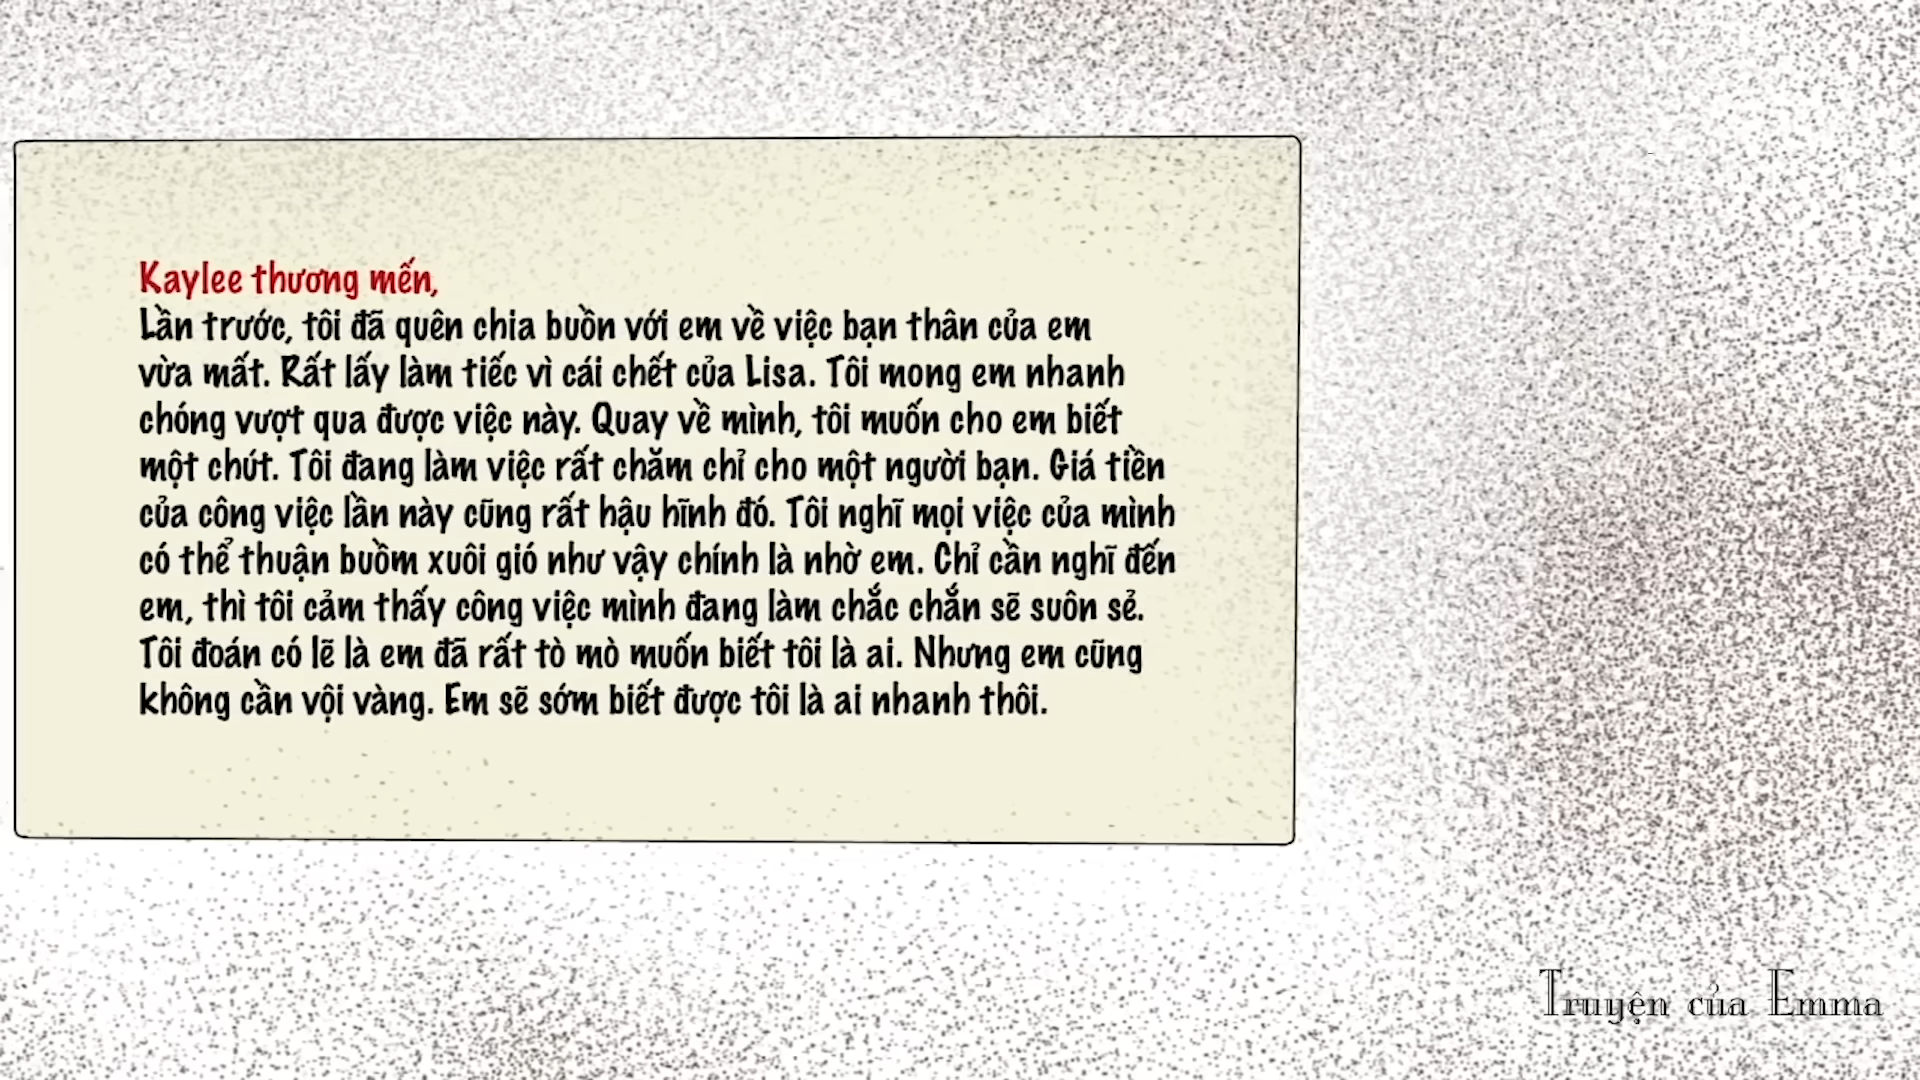 Kaylee thương mến,
Lần trước, tôi đã quên chia buồn với em về việc bạn thân của em
vừa mất. Rất lấy làm tiếc vì cái chết của Lisa. Tôi mong em nhanh
chóng vượt qua được việc này. Quay về mình, tôi muốn cho em biết
một chút. Tôi đang làm việc rất chăm chỉ cho một người bạn. Giá tiền
của công việc lần này cũng rất hậu hĩnh đó. Tôi nghĩ mọi việc của mình
có thể thuận buồm xuôi gió như vậy chính là nhờ em. Chỉ cần nghĩ đến
em, thì tôi cảm thấy công việc mình đang làm chắc chắn sẽ suôn sẻ.
Tôi đoán có lẽ là em đã rất tò mò muốn biết tôi là ai. Nhưng em cũng
không cần vội vàng. Em sẽ sớm biết được tôi là ai nhanh thôi.
Truyện của Emma